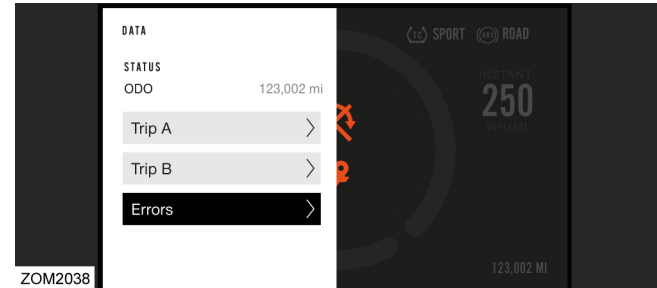 DATA
STATUS
ODO 123,002 mi
Trip A
Trip B
Errors
TC SPORT ABS ROAD
INSTANT
250
WH/MI
123,002 MI
ZOM2038